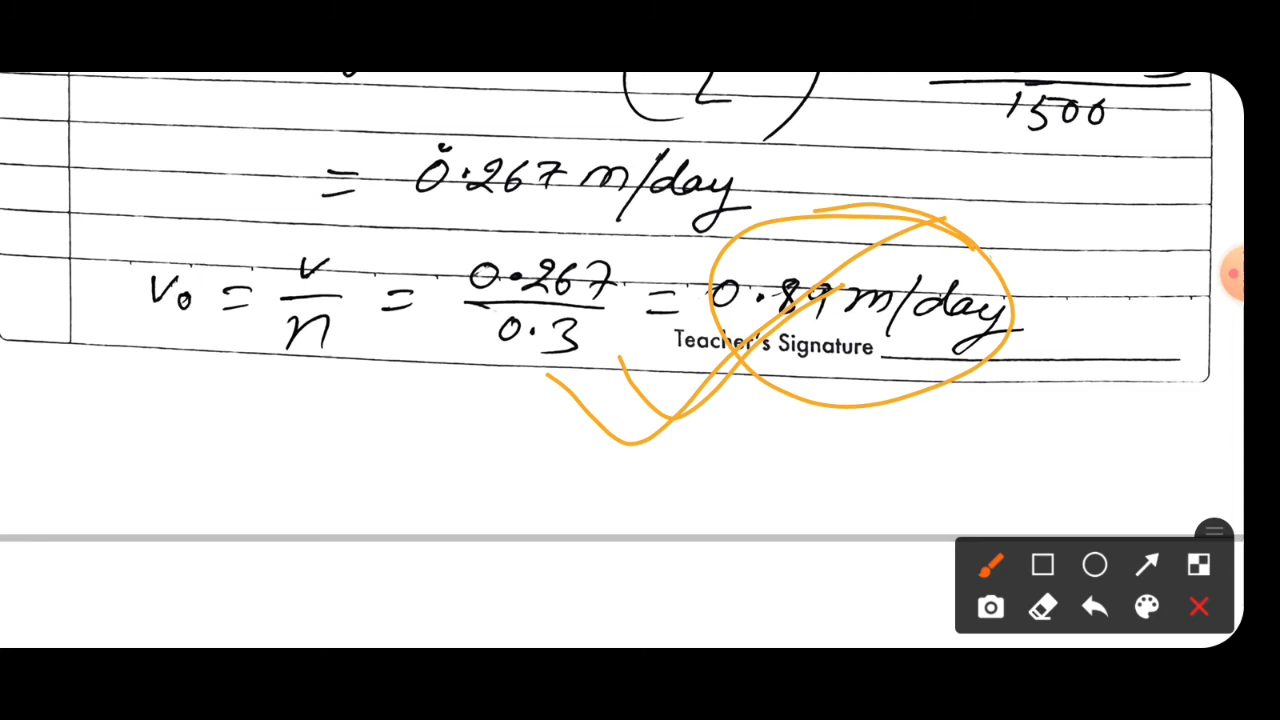 L
1500
= 0.267 m/day
v₀ = v/n = 0.267/0.3 = 0.89 m/day
Teacher's Signature